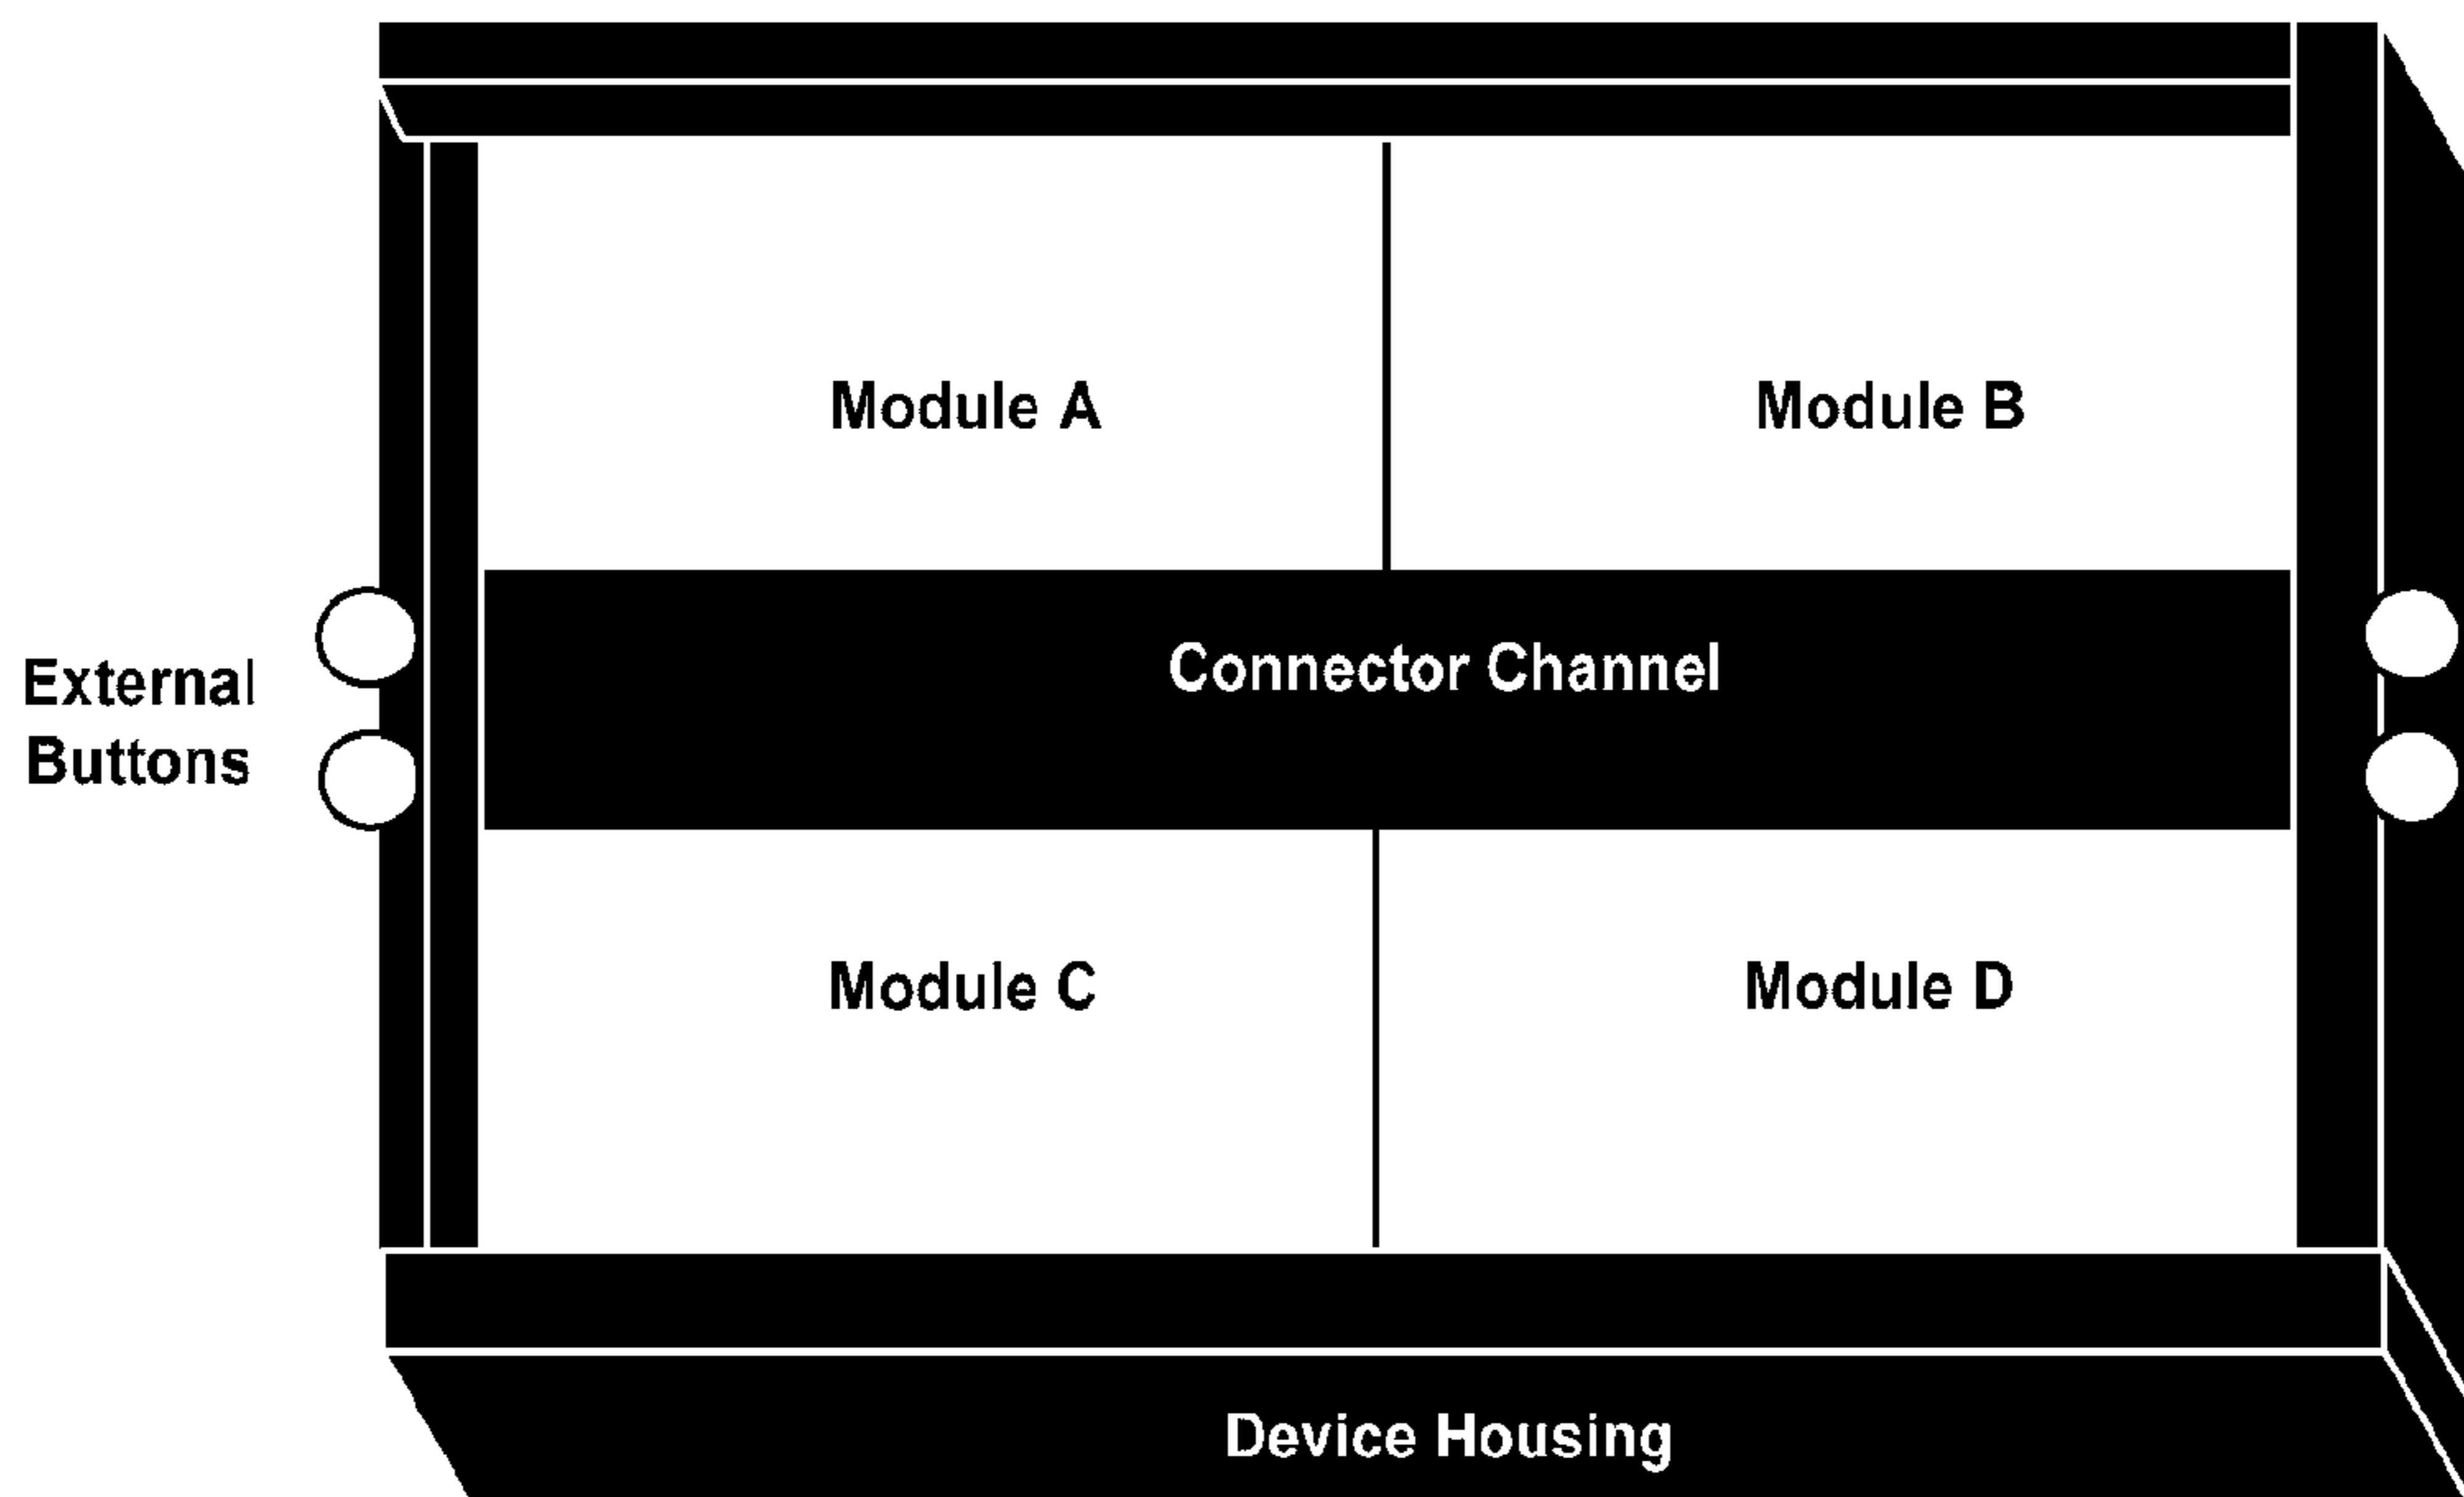 Module A
Module B
Connector Channel
External
Buttons
Module C
Module D
Device Housing